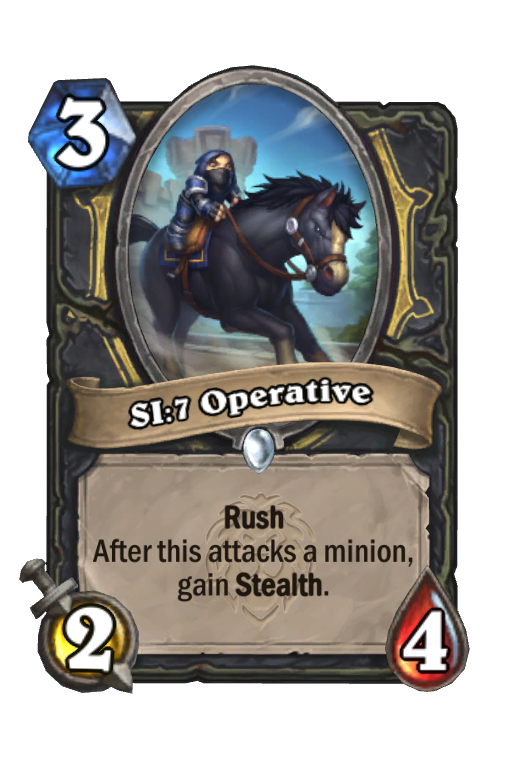 3
SI:7 Operative
Rush
After this attacks a minion,
gain Stealth.
2
4